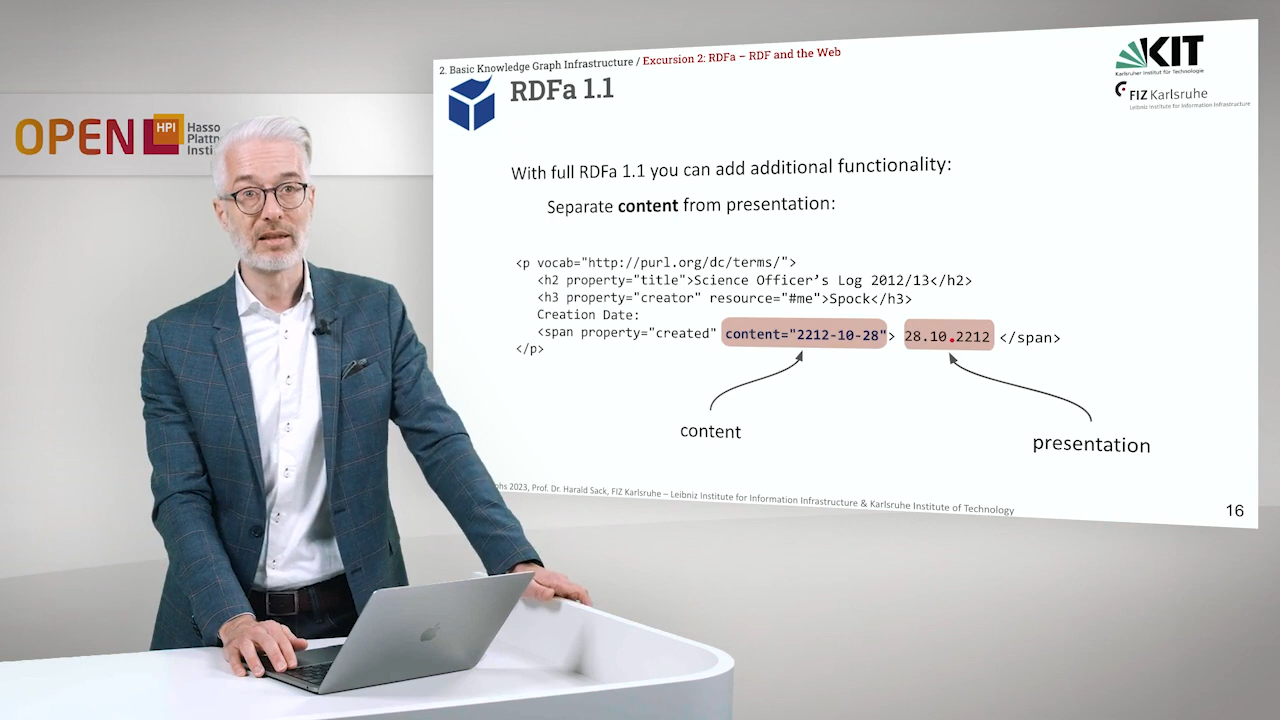 2. Basic Knowledge Graph Infrastructure / Excursion 2: RDFa – RDF and the Web
RDFa 1.1
KIT
Karlsruher Institut für Technologie
FIZ Karlsruhe
Leibniz Institute for Information Infrastructure
OPEN HPI
Hasso
Plattn
Insti
With full RDFa 1.1 you can add additional functionality:
Separate content from presentation:
<p vocab="http://purl.org/dc/terms/">
<h2 property="title">Science Officer’s Log 2012/13</h2>
<h3 property="creator" resource="#me">Spock</h3>
Creation Date:
<span property="created" content="2212-10-28"> 28.10.2212 </span>
</p>
content
presentation
2023, Prof. Dr. Harald Sack, FIZ Karlsruhe – Leibniz Institute for Information Infrastructure & Karlsruhe Institute of Technology
16